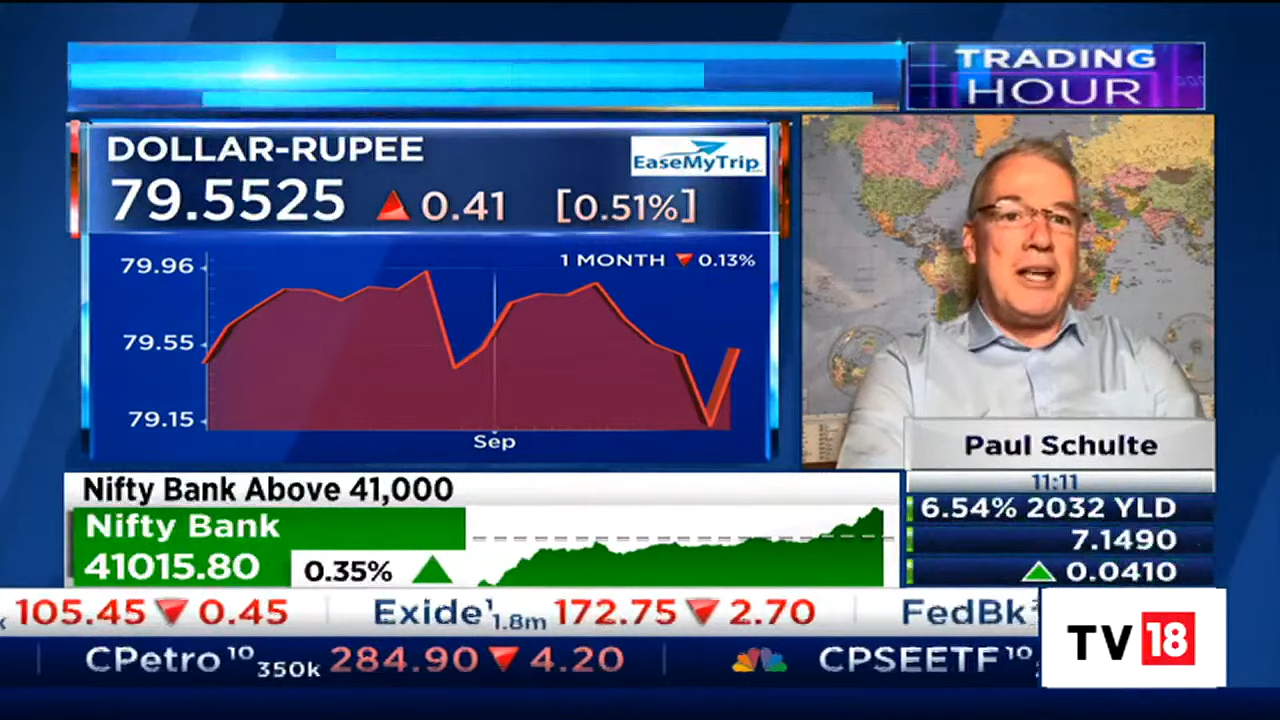 TRADING
HOUR
DOLLAR-RUPEE
EaseMyTrip
79.5525 ▲ 0.41 [0.51%]
79.96
1 MONTH ▼ 0.13%
79.55
79.15
Sep
Paul Schulte
11:11
6.54% 2032 YLD
7.1490
▲ 0.0410
Nifty Bank Above 41,000
Nifty Bank
41015.80
0.35% ▲
105.45 ▼ 0.45 Exide¹ 1.8m 172.75 ▼ 2.70 FedBk
CPetro¹⁰ 350k 284.90 ▼ 4.20 CPSEETF¹⁰
TV18